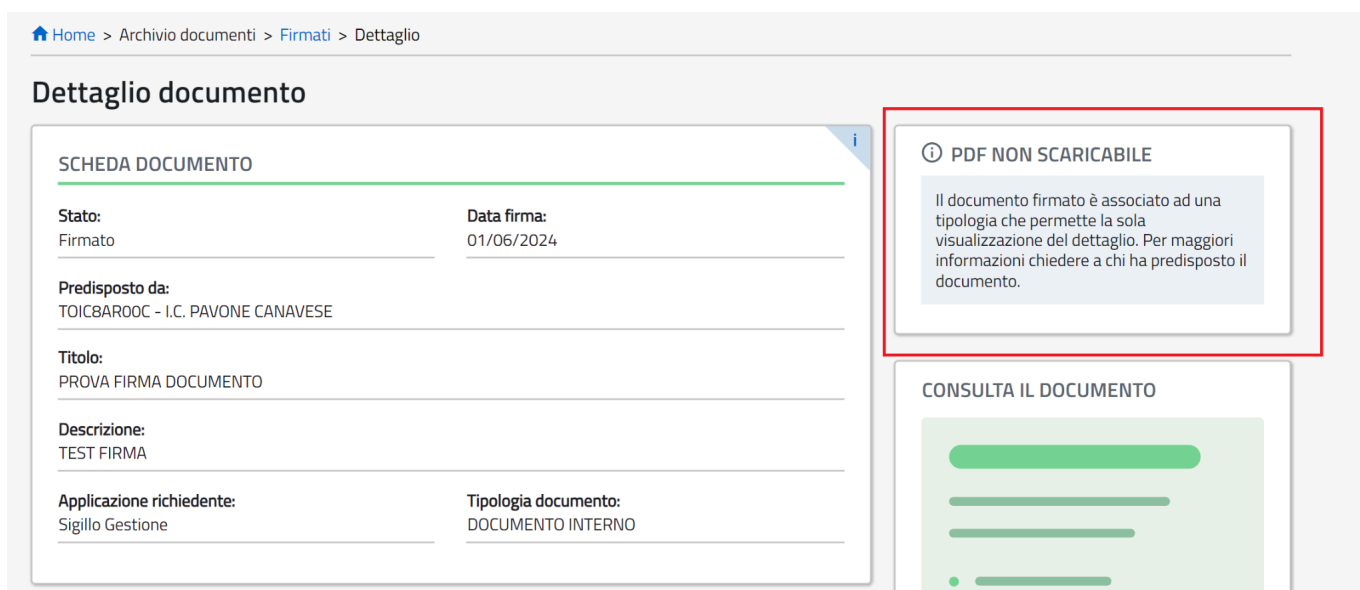 Home > Archivio documenti > Firmati > Dettaglio
Dettaglio documento
SCHEDA DOCUMENTO
i
Stato:
Firmato
Data firma:
01/06/2024
Predisposto da:
TOIC8AR00C - I.C. PAVONE CANAVESE
Titolo:
PROVA FIRMA DOCUMENTO
Descrizione:
TEST FIRMA
Applicazione richiedente:
Sigillo Gestione
Tipologia documento:
DOCUMENTO INTERNO
PDF NON SCARICABILE
Il documento firmato è associato ad una
tipologia che permette la sola
visualizzazione del dettaglio. Per maggiori
informazioni chiedere a chi ha predisposto il
documento.
CONSULTA IL DOCUMENTO